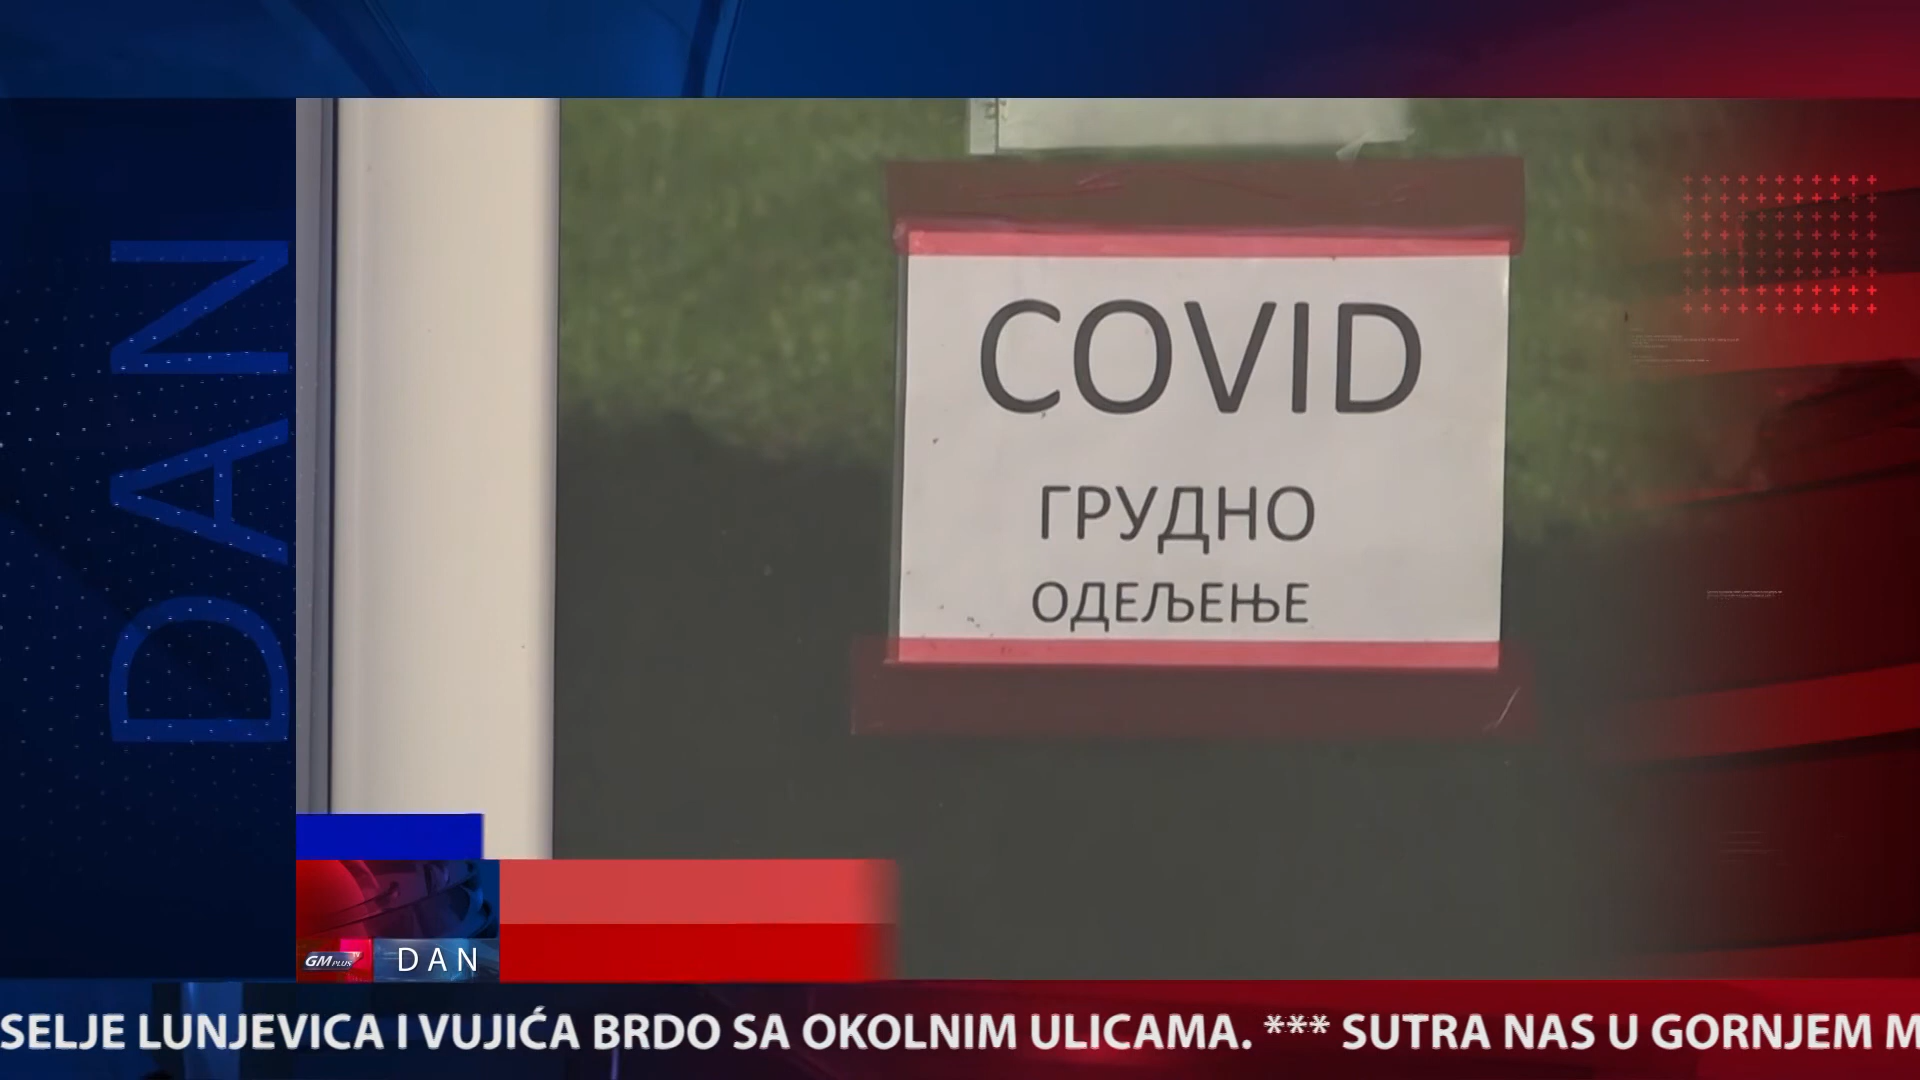 DAN
COVID
ГРУДНО
ОДЕЉЕЊЕ
GM PLUS
DAN
SELJE LUNJEVICA I VUJIĆA BRDO SA OKOLNIM ULICAMA. *** SUTRA NAS U GORNJEM M